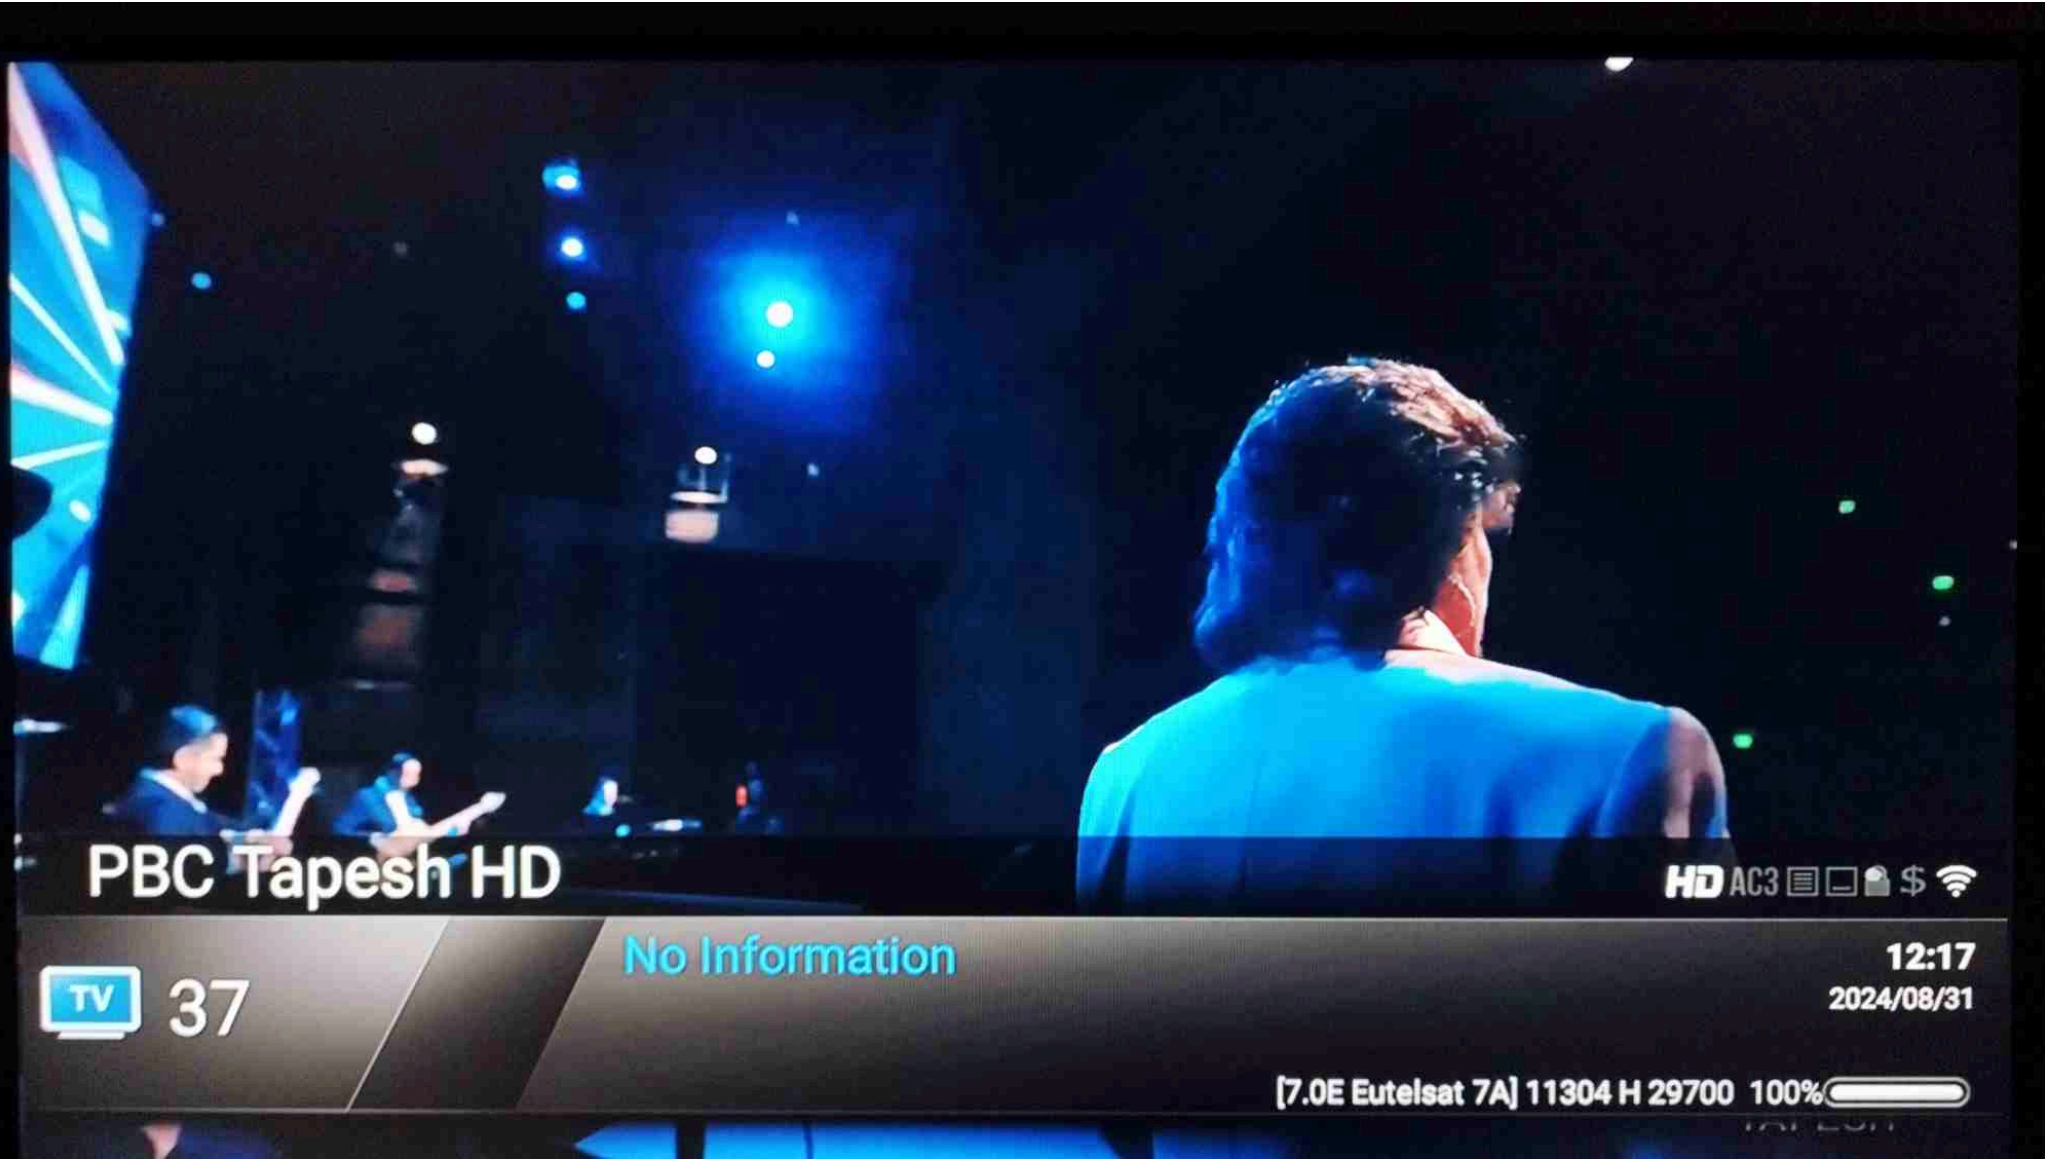 PBC Tapesh HD
HD AC3 $
No Information
12:17
TV 37
2024/08/31
[7.0E Eutelsat 7A] 11304 H 29700 100%